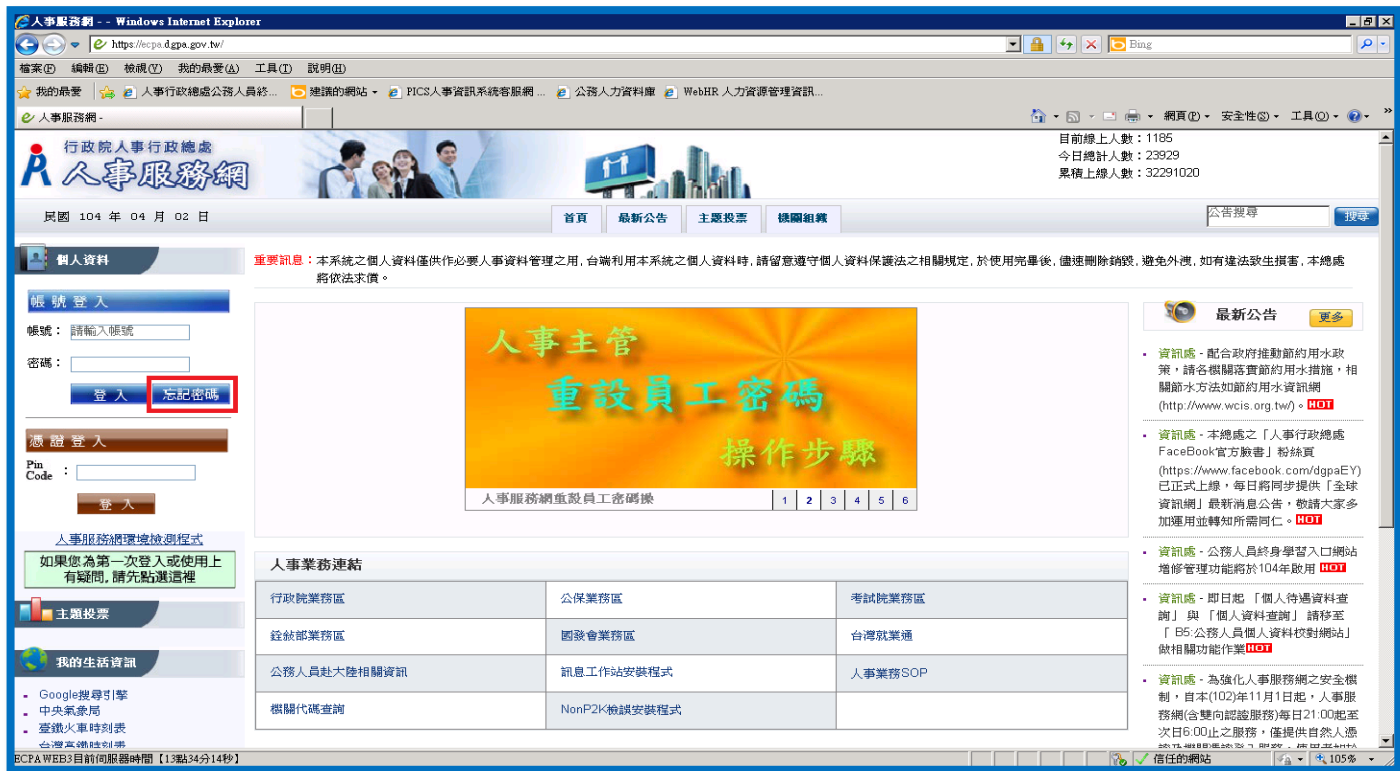 人事服務網 - - Windows Internet Explorer
https://ecpa.dgpa.gov.tw/
Bing
檔案(F) 編輯(E) 檢視(V) 我的最愛(A) 工具(T) 說明(H)
我的最愛 人事行政總處公務人員終... 建議的網站 PICS人事資訊系統客服網 ... 公務人力資料庫 WebHR 人力資源管理資訊...
人事服務網 -
網頁(P) 安全性(S) 工具(O)
行政院人事行政總處
人事服務網
目前線上人數：1185
今日總計人數：23929
累積上線人數：32291020
民國 104 年 04 月 02 日
首頁 最新公告 主題投票 機關組織
公告搜尋 搜尋
個人資料
重要訊息：本系統之個人資料僅供作必要人事資料管理之用, 台端利用本系統之個人資料時, 請留意遵守個人資料保護法之相關規定, 於使用完畢後, 儘速刪除銷毀, 避免外洩, 如有違法致生損害, 本總處
將依法求償。
帳號登入
帳號： 請輸入帳號
密碼：
登 入 忘記密碼
憑證登入
Pin
Code ：
登 入
人事服務網環境檢測程式
如果您為第一次登入或使用上
有疑問, 請先點選這裡
主題投票
我的生活資訊
Google搜尋引擎
中央氣象局
臺鐵火車時刻表
台灣高鐵時刻表
人事主管
重設員工密碼
操作步驟
人事服務網重設員工密碼操
1 2 3 4 5 6
人事業務連結
行政院業務區 公保業務區 考試院業務區
銓敍部業務區 國發會業務區 台灣就業通
公務人員赴大陸相關資訊 訊息工作站安裝程式 人事業務SOP
機關代碼查詢 NonP2K檢誤安裝程式
最新公告 更多
資訊處 - 配合政府推動節約用水政
策，請各機關落實節約用水措施，相
關節水方法如節約用水資訊網
(http://www.wcis.org.tw/)。HOT
資訊處 - 本總處之「人事行政總處
FaceBook官方臉書」粉絲頁
(https://www.facebook.com/dgpaEY)
已正式上線，每日將同步提供「全球
資訊網」最新消息公告，敬請大家多
加運用並轉知所需同仁。HOT
資訊處 - 公務人員終身學習入口網站
增修管理功能將於104年啟用 HOT
資訊處 - 即日起 「個人待遇資料查
詢」 與 「個人資料查詢」 請移至
「 B5:公務人員個人資料校對網站」
做相關功能作業HOT
資訊處 - 為強化人事服務網之安全機
制，自本(102)年11月1日起，人事服
務網(含雙向認證服務)每日21:00起至
次日6:00止之服務，僅提供自然人憑
ECPAWEB3目前伺服器時間【13點34分14秒】
信任的網站 105%